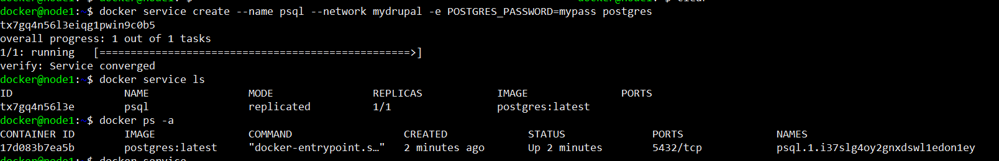 docker@node1:~$ docker service create --name psql --network mydrupal -e POSTGRES_PASSWORD=mypass postgres
tx7gq4n56l3eiqg1pwin9c0b5
overall progress: 1 out of 1 tasks
1/1: running   [==================================================>]
verify: Service converged
docker@node1:~$ docker service ls
ID                  NAME                MODE                REPLICAS            IMAGE               PORTS
tx7gq4n56l3e        psql                replicated          1/1                 postgres:latest
docker@node1:~$ docker ps -a
CONTAINER ID        IMAGE               COMMAND                  CREATED             STATUS              PORTS               NAMES
17d083b7ea5b        postgres:latest     "docker-entrypoint.s…"   2 minutes ago       Up 2 minutes        5432/tcp            psql.1.i37slg4oy2gnxdswl1edon1ey
docker@node1:~$ docker service